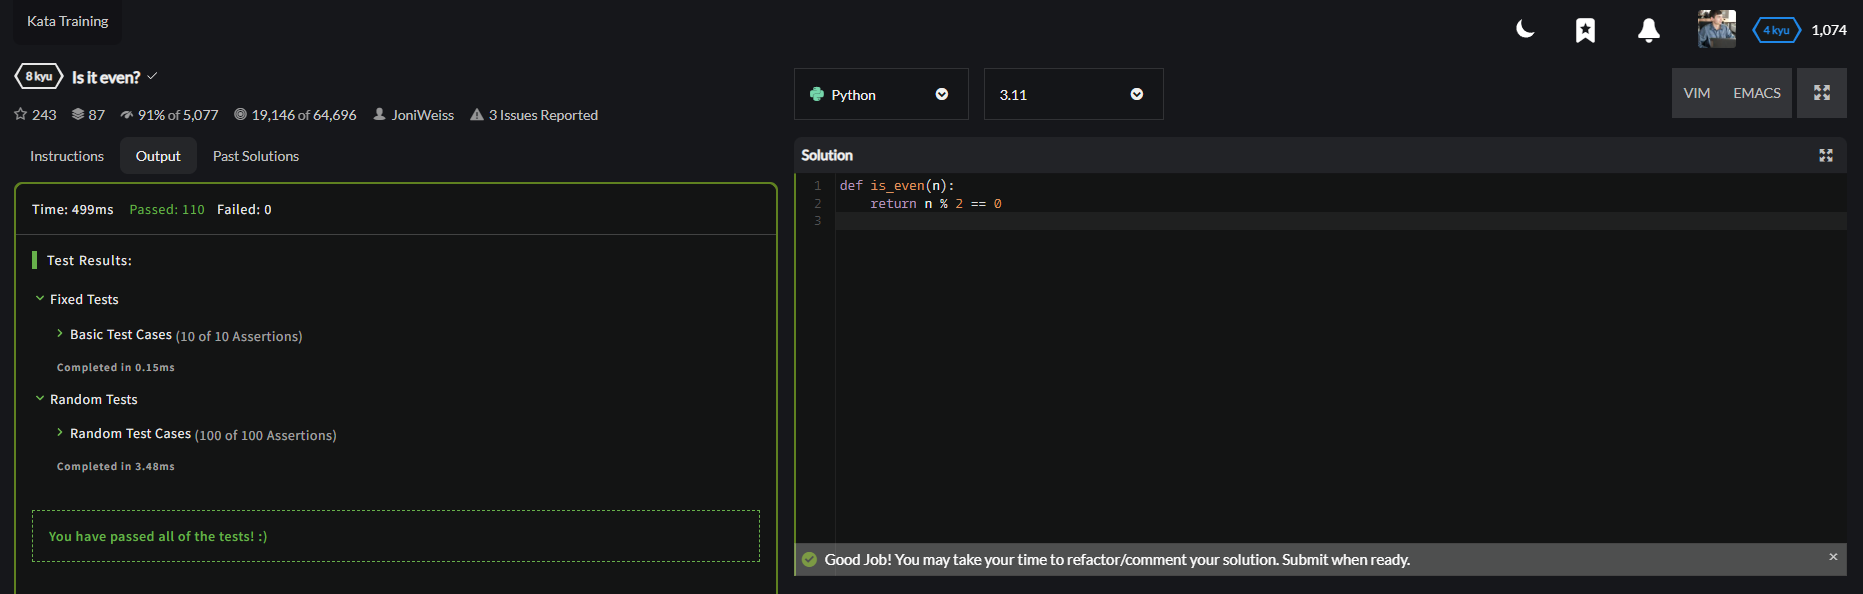 Kata Training
4 kyu 1,074
8 kyu Is it even?
243 87 91% of 5,077 19,146 of 64,696 JoniWeiss 3 Issues Reported
Instructions Output Past Solutions
Time: 499ms Passed: 110 Failed: 0
Test Results:
Fixed Tests
Basic Test Cases (10 of 10 Assertions)
Completed in 0.15ms
Random Tests
Random Test Cases (100 of 100 Assertions)
Completed in 3.48ms
You have passed all of the tests! :)
Python 3.11 VIM EMACS
Solution
1 def is_even(n):
2     return n % 2 == 0
3
Good Job! You may take your time to refactor/comment your solution. Submit when ready. ×